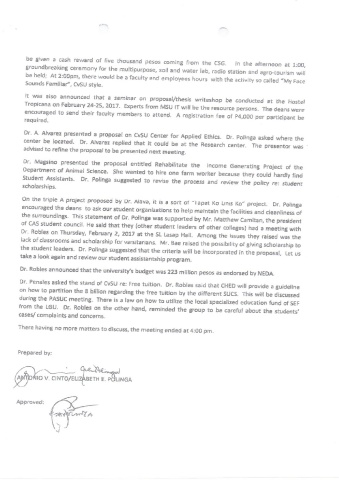 be given a cash reward of five thousand pesos coming from the CSG. In the afternoon at 1:00,
groundbreaking ceremony for the multipurpose, soil and water lab, radio station and agro-tourism will
be held; At 2:00pm, there would be a faculty and employees hours with the activity so called "My Face
Sounds Familiar", CvSU style.
It was also announced that a seminar on proposal/thesis writeshop be conducted at the Hostel
Tropicana on February 24-25, 2017. Experts from MSU IT will be the resource persons. The deans were
encouraged to send their faculty members to attend. A registration fee of P4,000 per participant be
required.
Dr. A. Alvares presented a proposal on CvSU Center for Applied Ethics. Dr. Polinga asked where the
center be located. Dr. Alvares replied that it could be at the Research center. The presentor was
advised to refine the proposal to be presented next meeting.
Dr. Magsino presented the proposal entitled Rehabilitate the Income Generating Project of the
Department of Animal Science. She wanted to hire one farm worker because they could hardly find
Student Assistants. Dr. Polinga suggested to revise the process and review the policy re: student
scholarships.
On the triple A project proposed by Dr. Alava, it is a sort of "Tapat Ko Linis Ko" project. Dr. Polinga
encouraged the deans to ask our student organizations to help maintain the facilities and cleanliness of
the surroundings. This statement of Dr. Polinga was supported by Mr. Matthew Camilton, the president
of CAS student council. He said that they (other student leaders of other colleges) had a meeting with
Dr. Robles on Thursday, February 2, 2017 at the SL Hall. Among the issues they raised was the
lack of classrooms and scholarship for varsitarians. Mr. Bae raised the possibility of giving scholarship to
the student leaders. Dr. Polinga suggested that the criteria will be incorporated in the proposal. Let us
take a look again and review our student assistantship program.
Dr. Robles announced that the university's budget was 223 million pesos as endorsed by NEDA.
Dr. Penales asked the stand of CvSU re: Free tuition. Dr. Robles said that CHED will provide a guideline
on how to partition the 8 billion regarding the free tuition by the different SUCS. This will be discussed
during the PASUC meeting. There is a law on how to utilize the local specialized education fund of SEF
from the LGU. Dr. Robles on the other hand, reminded the group to be careful about the students'
cases/ complaints and concerns.
There having no more matters to discuss, the meeting ended at 4:00 pm.
Prepared by:
ANTONIO V. CINTO/ELIZABETH E. POLINGA
Approved: